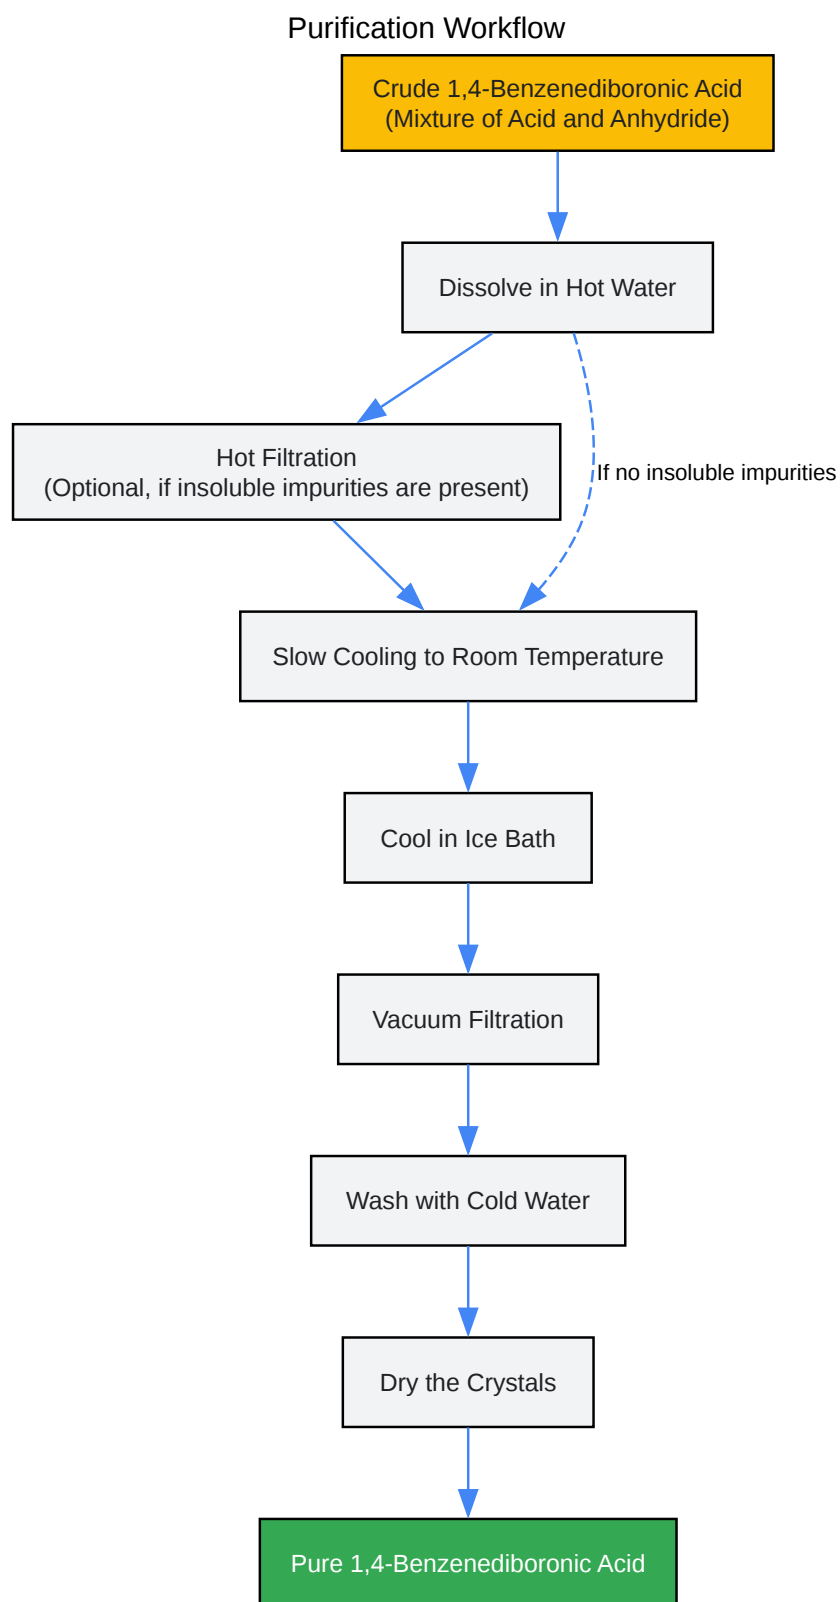 Purification Workflow
Crude 1,4-Benzenediboronic Acid
(Mixture of Acid and Anhydride)
Dissolve in Hot Water
Hot Filtration
(Optional, if insoluble impurities are present)
If no insoluble impurities
Slow Cooling to Room Temperature
Cool in Ice Bath
Vacuum Filtration
Wash with Cold Water
Dry the Crystals
Pure 1,4-Benzenediboronic Acid